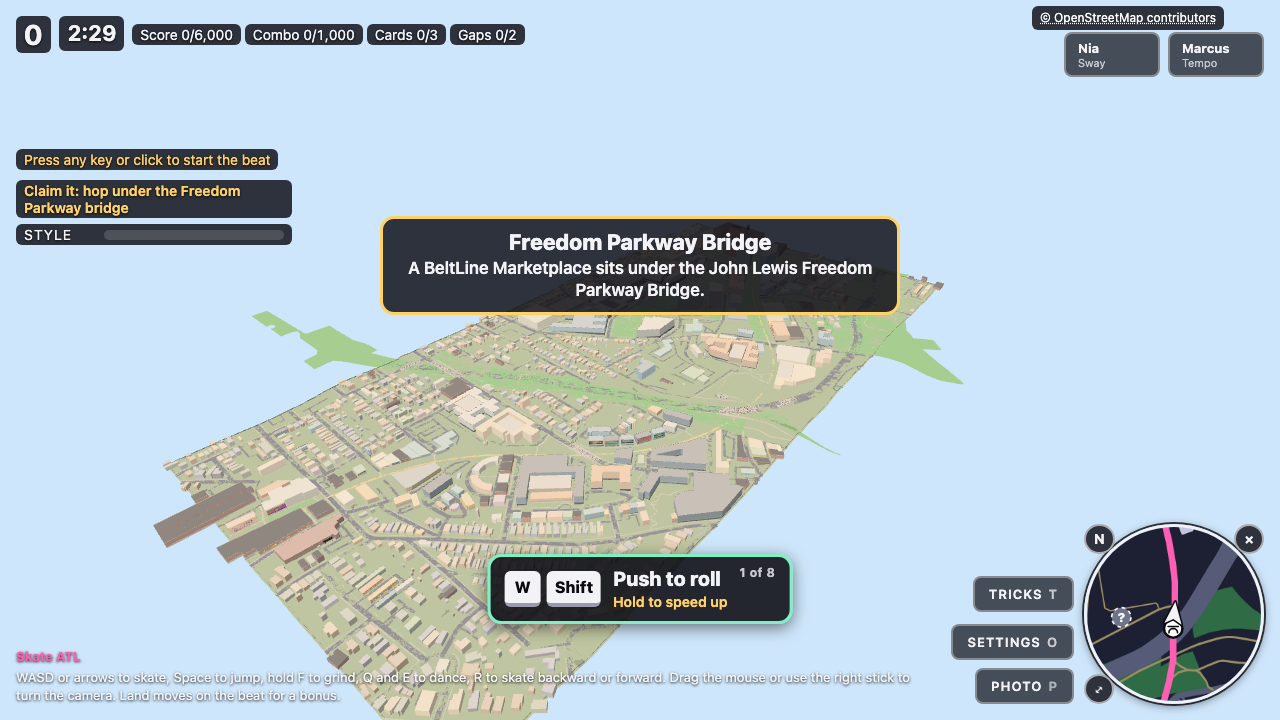 0
2:29
Score 0/6,000
Combo 0/1,000
Cards 0/3
Gaps 0/2
© OpenStreetMap contributors
Nia
Sway
Marcus
Tempo
Press any key or click to start the beat
Claim it: hop under the Freedom
Parkway bridge
STYLE
Freedom Parkway Bridge
A BeltLine Marketplace sits under the John Lewis Freedom
Parkway Bridge.
W
Shift
Push to roll
1 of 8
Hold to speed up
TRICKS T
SETTINGS O
PHOTO P
N
×
?
Skate ATL
WASD or arrows to skate, Space to jump, hold F to grind, Q and E to dance, R to skate backward or forward. Drag the mouse or use the right stick to
turn the camera. Land moves on the beat for a bonus.